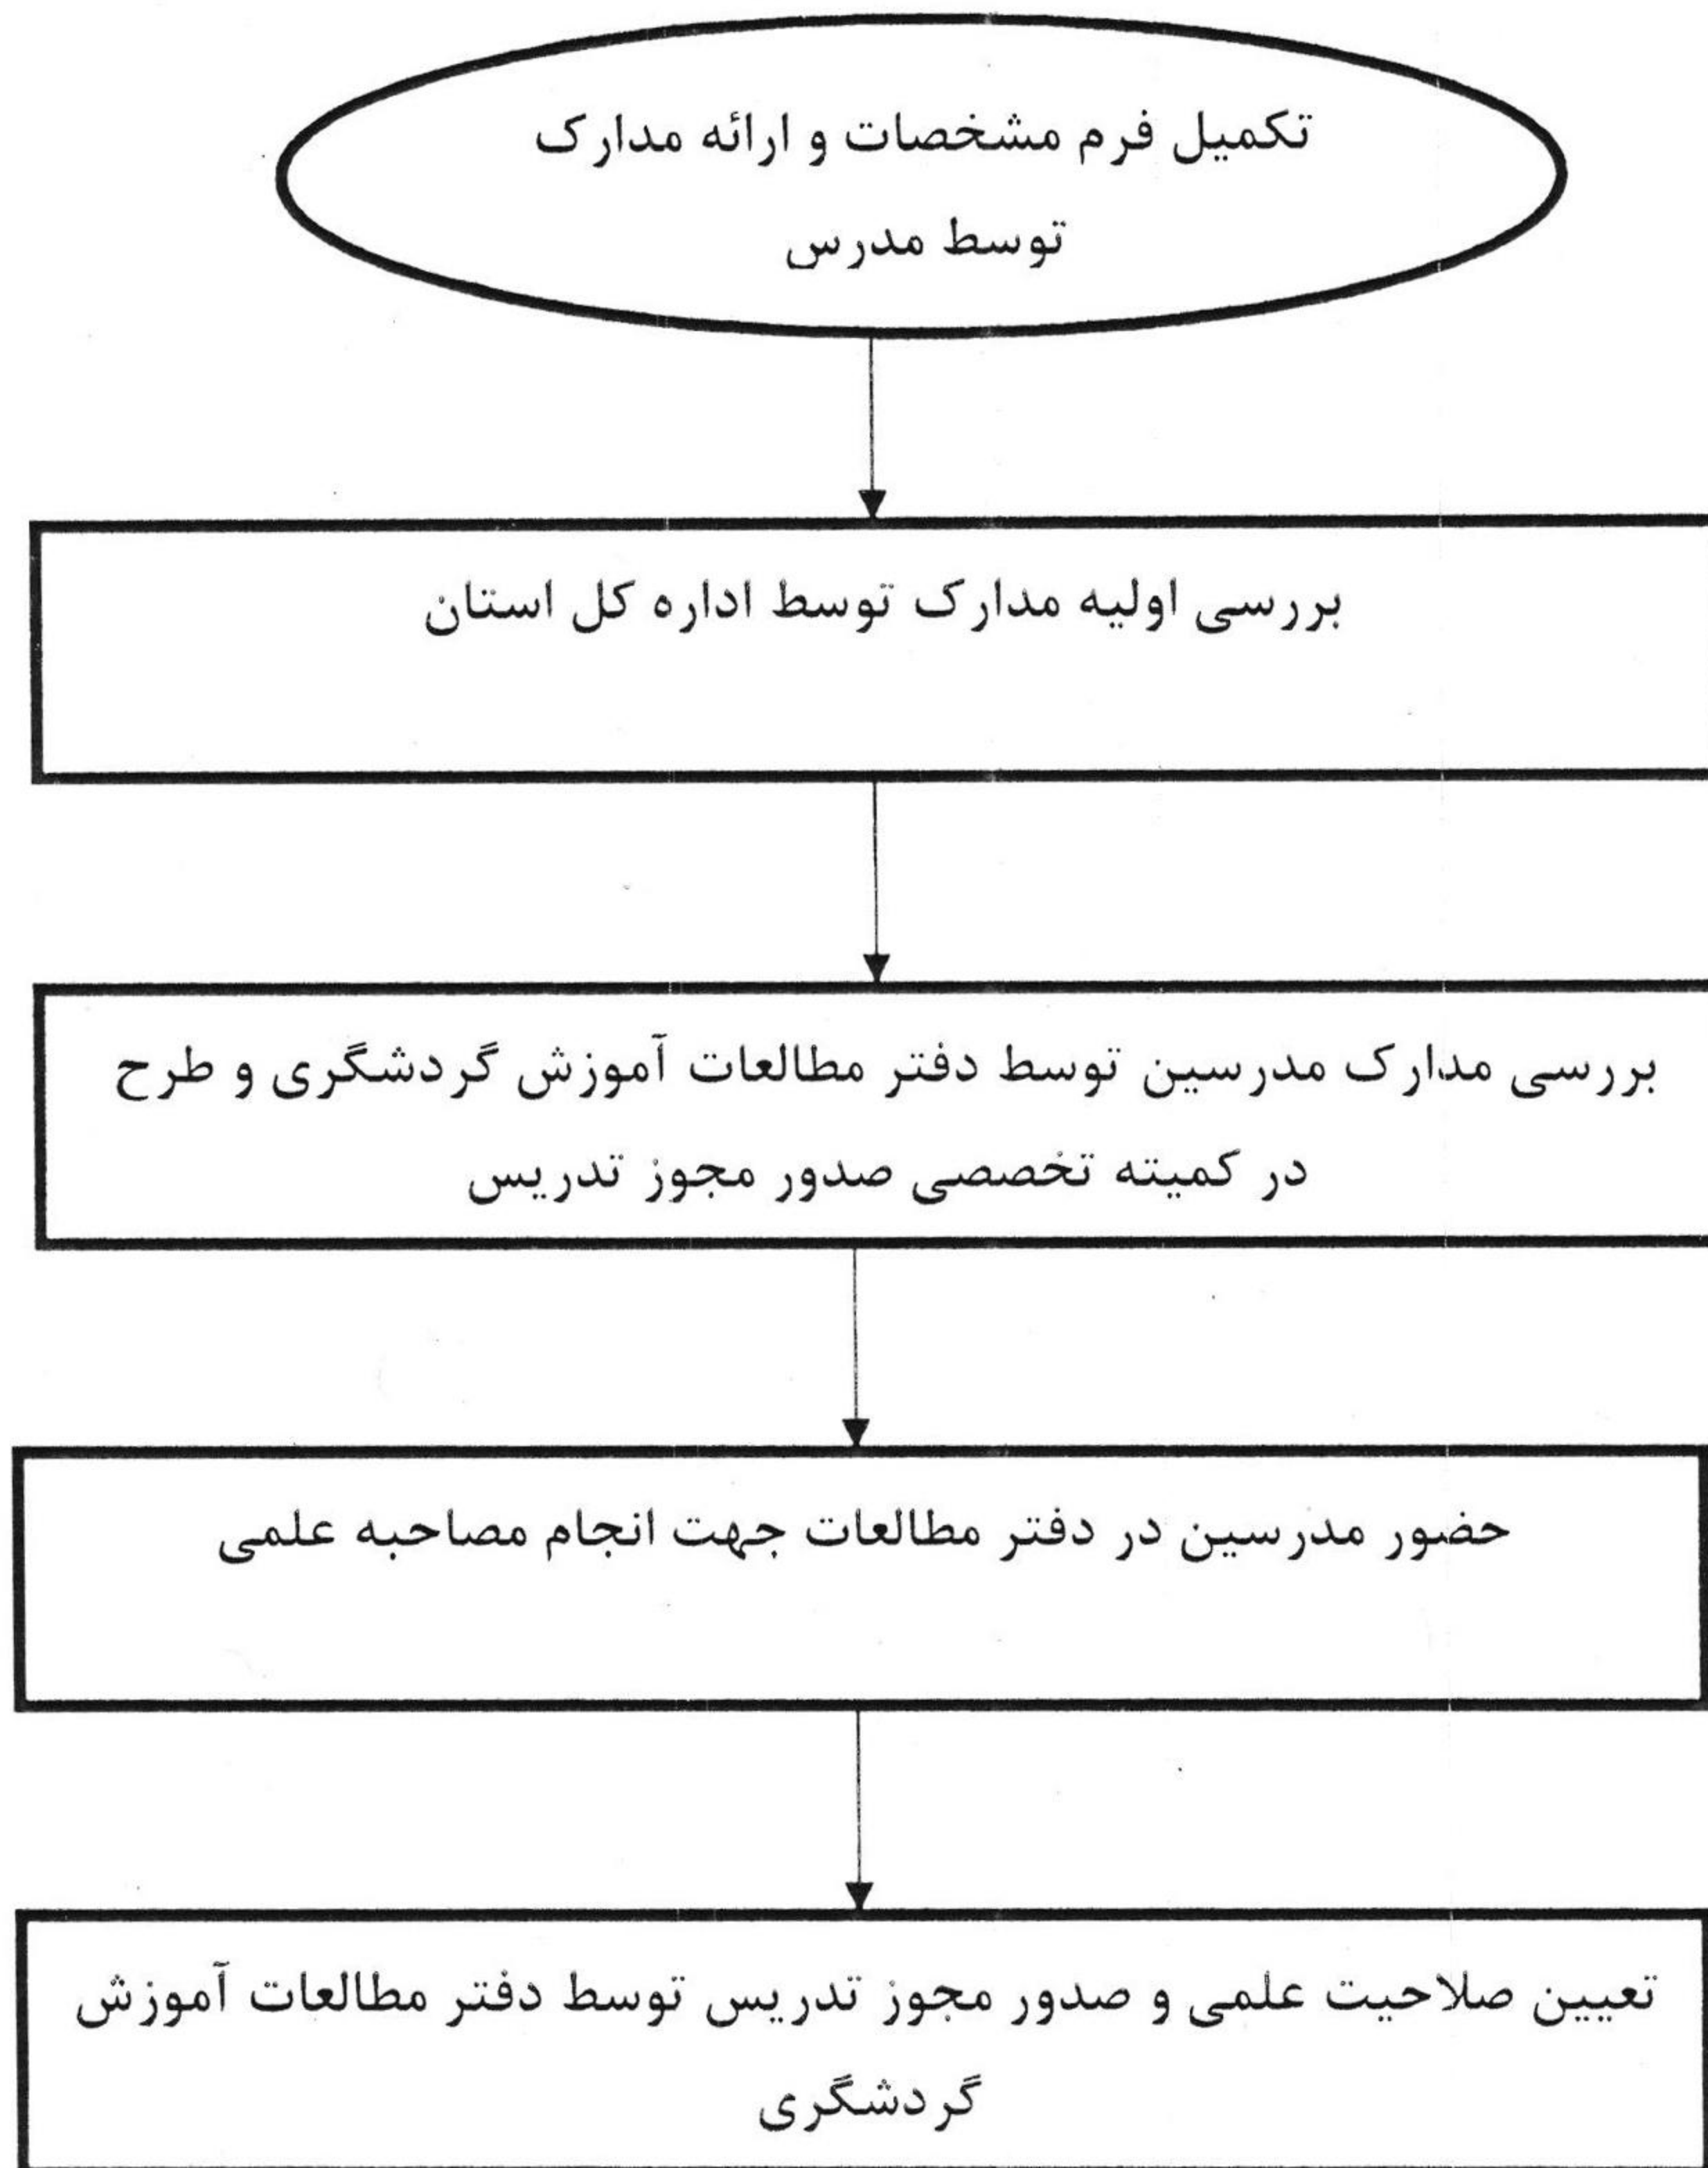 تکمیل فرم مشخصات و ارائه مدارک
توسط مدرس
بررسی اولیه مدارک توسط اداره کل استان
بررسی مدارک مدرسین توسط دفتر مطالعات آموزش گردشگری و طرح
در کمیته تخصصی صدور مجوز تدریس
حضور مدرسین در دفتر مطالعات جهت انجام مصاحبه علمی
تعیین صلاحیت علمی و صدور مجوز تدریس توسط دفتر مطالعات آموزش
گردشگری